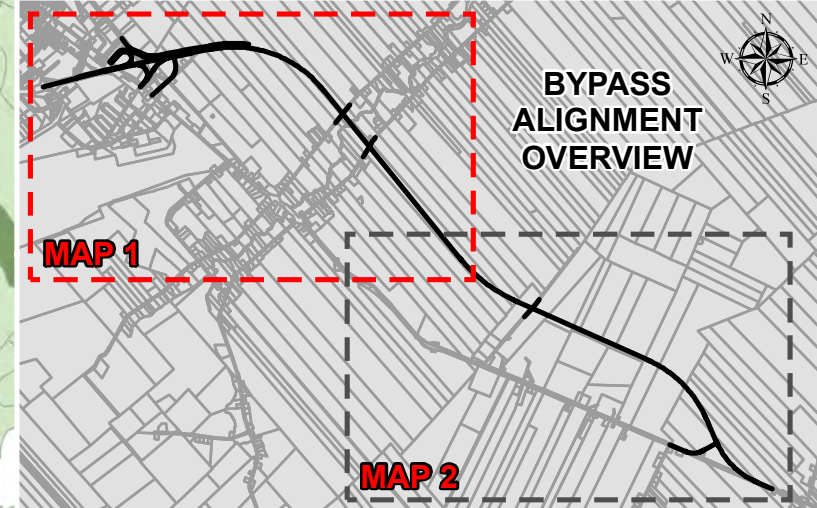 N
W E
S
BYPASS
ALIGNMENT
OVERVIEW
MAP 1
MAP 2